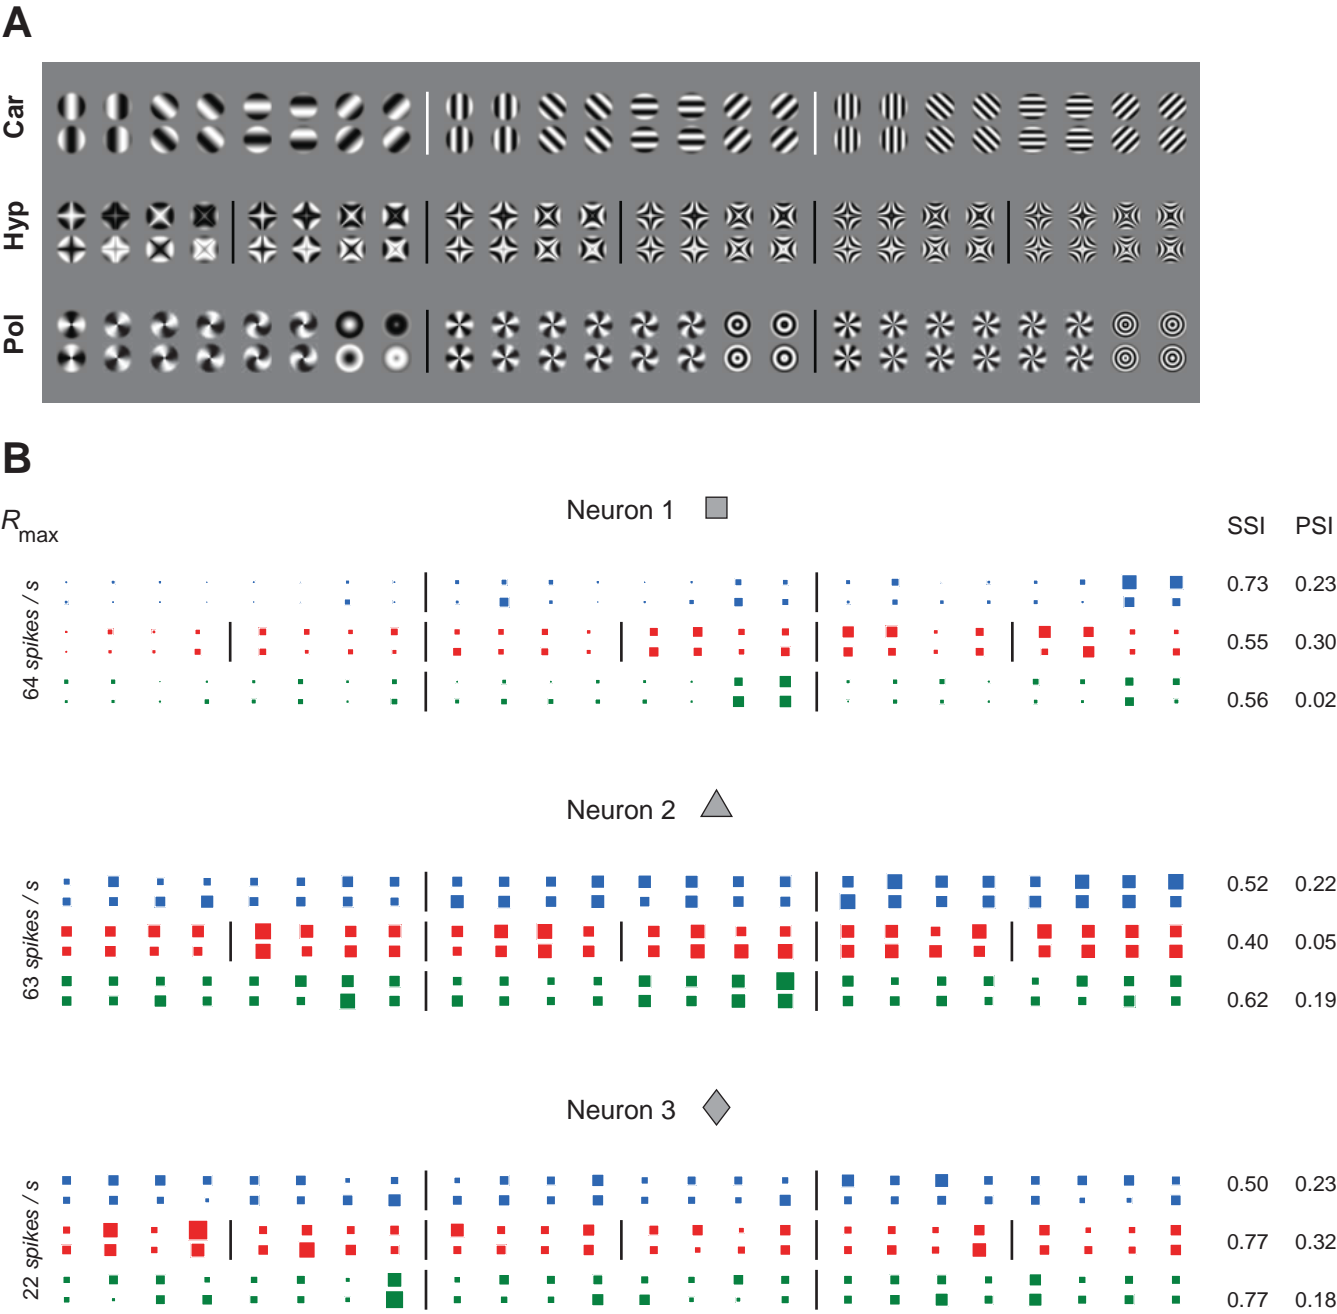 A
Car
Hyp
Pol
B
Rmax
Neuron 1
SSI PSI
64 spikes / s
0.73 0.23
0.55 0.30
0.56 0.02
Neuron 2
63 spikes / s
0.52 0.22
0.40 0.05
0.62 0.19
Neuron 3
22 spikes / s
0.50 0.23
0.77 0.32
0.77 0.18